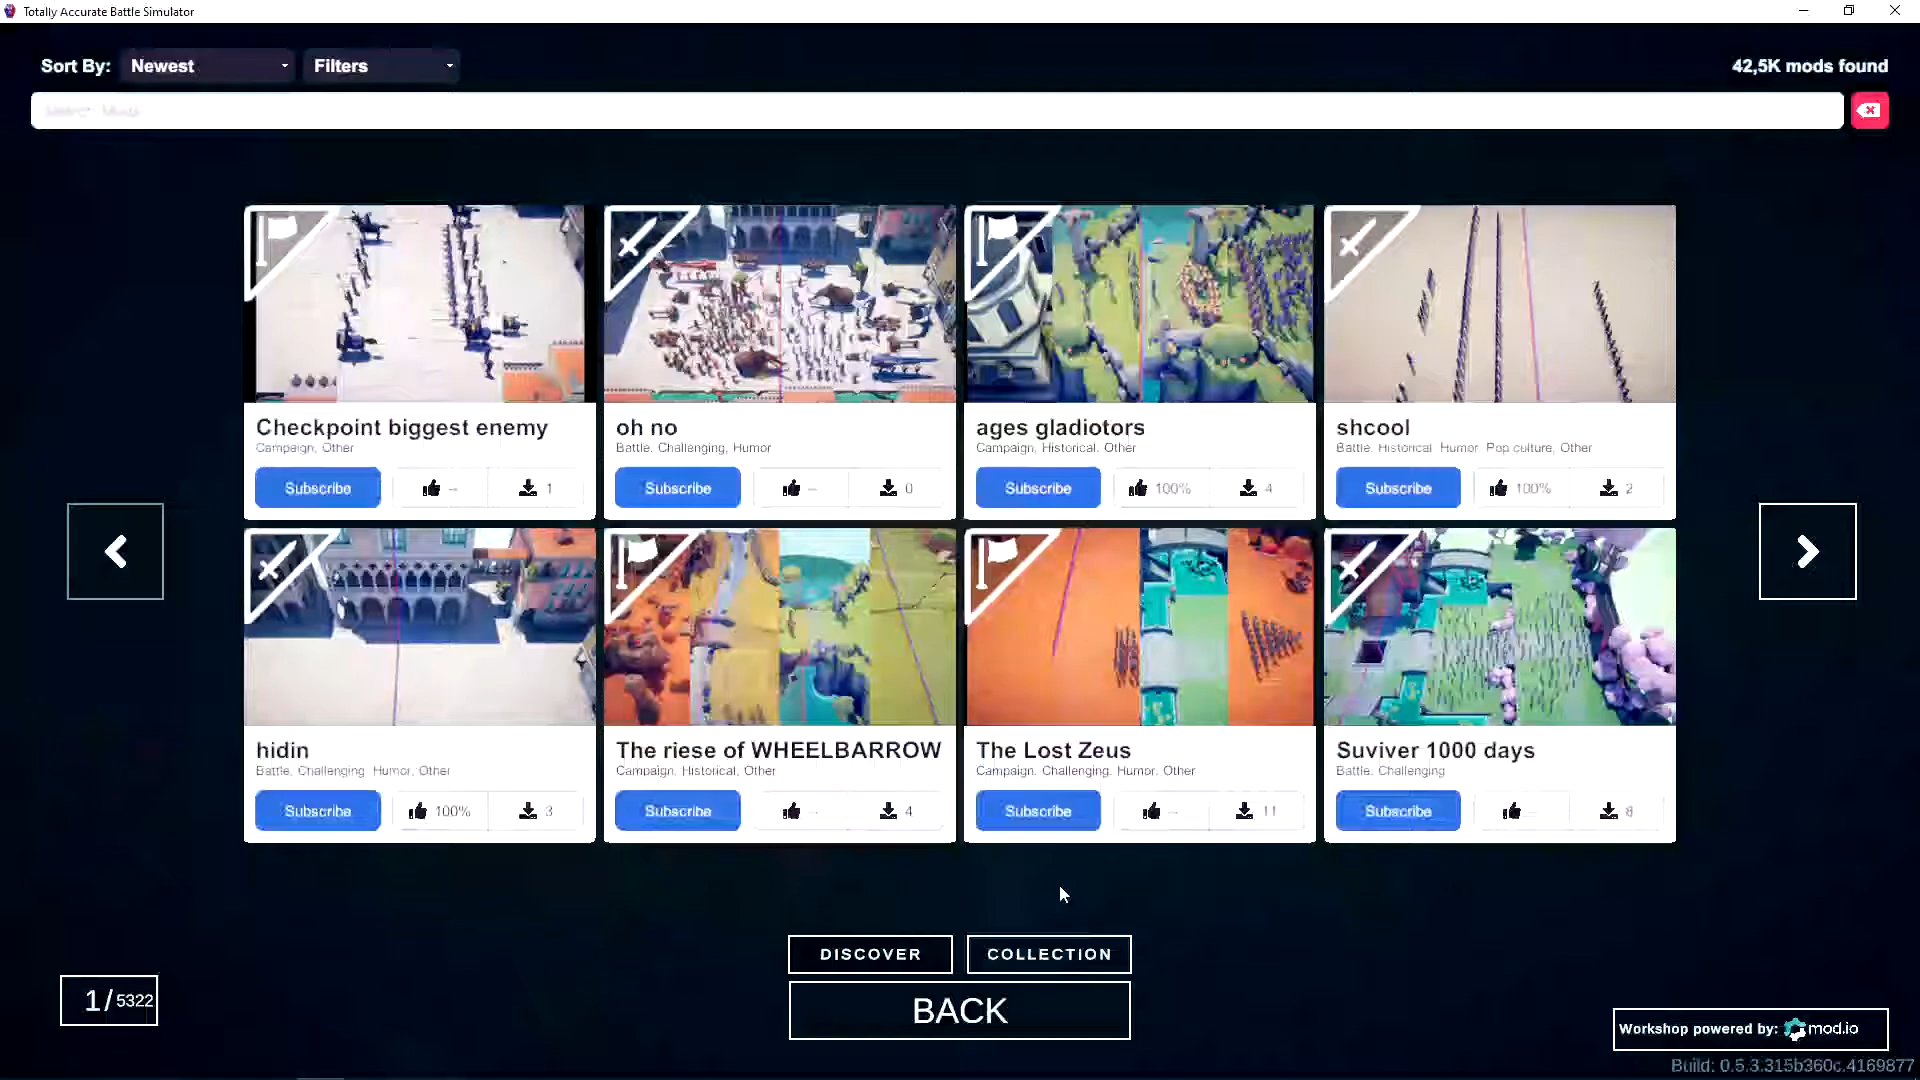 Totally Accurate Battle Simulator
Sort By: Newest Filters 42,5K mods found
Checkpoint biggest enemy
Campaign, Other
Subscribe -- 1
oh no
Battle, Challenging, Humor
Subscribe -- 0
ages gladiotors
Campaign, Historical, Other
Subscribe 100% 4
shcool
Battle, Historical, Humor, Pop culture, Other
Subscribe 100% 2
hidin
Battle, Challenging, Humor, Other
Subscribe 100% 3
The riese of WHEELBARROW
Campaign, Historical, Other
Subscribe -- 4
The Lost Zeus
Campaign, Challenging, Humor, Other
Subscribe -- 11
Suviver 1000 days
Battle, Challenging
Subscribe -- 8
DISCOVER COLLECTION
1/5322
BACK
Workshop powered by: mod.io
Build: 0.5.3.315b360c.4169877